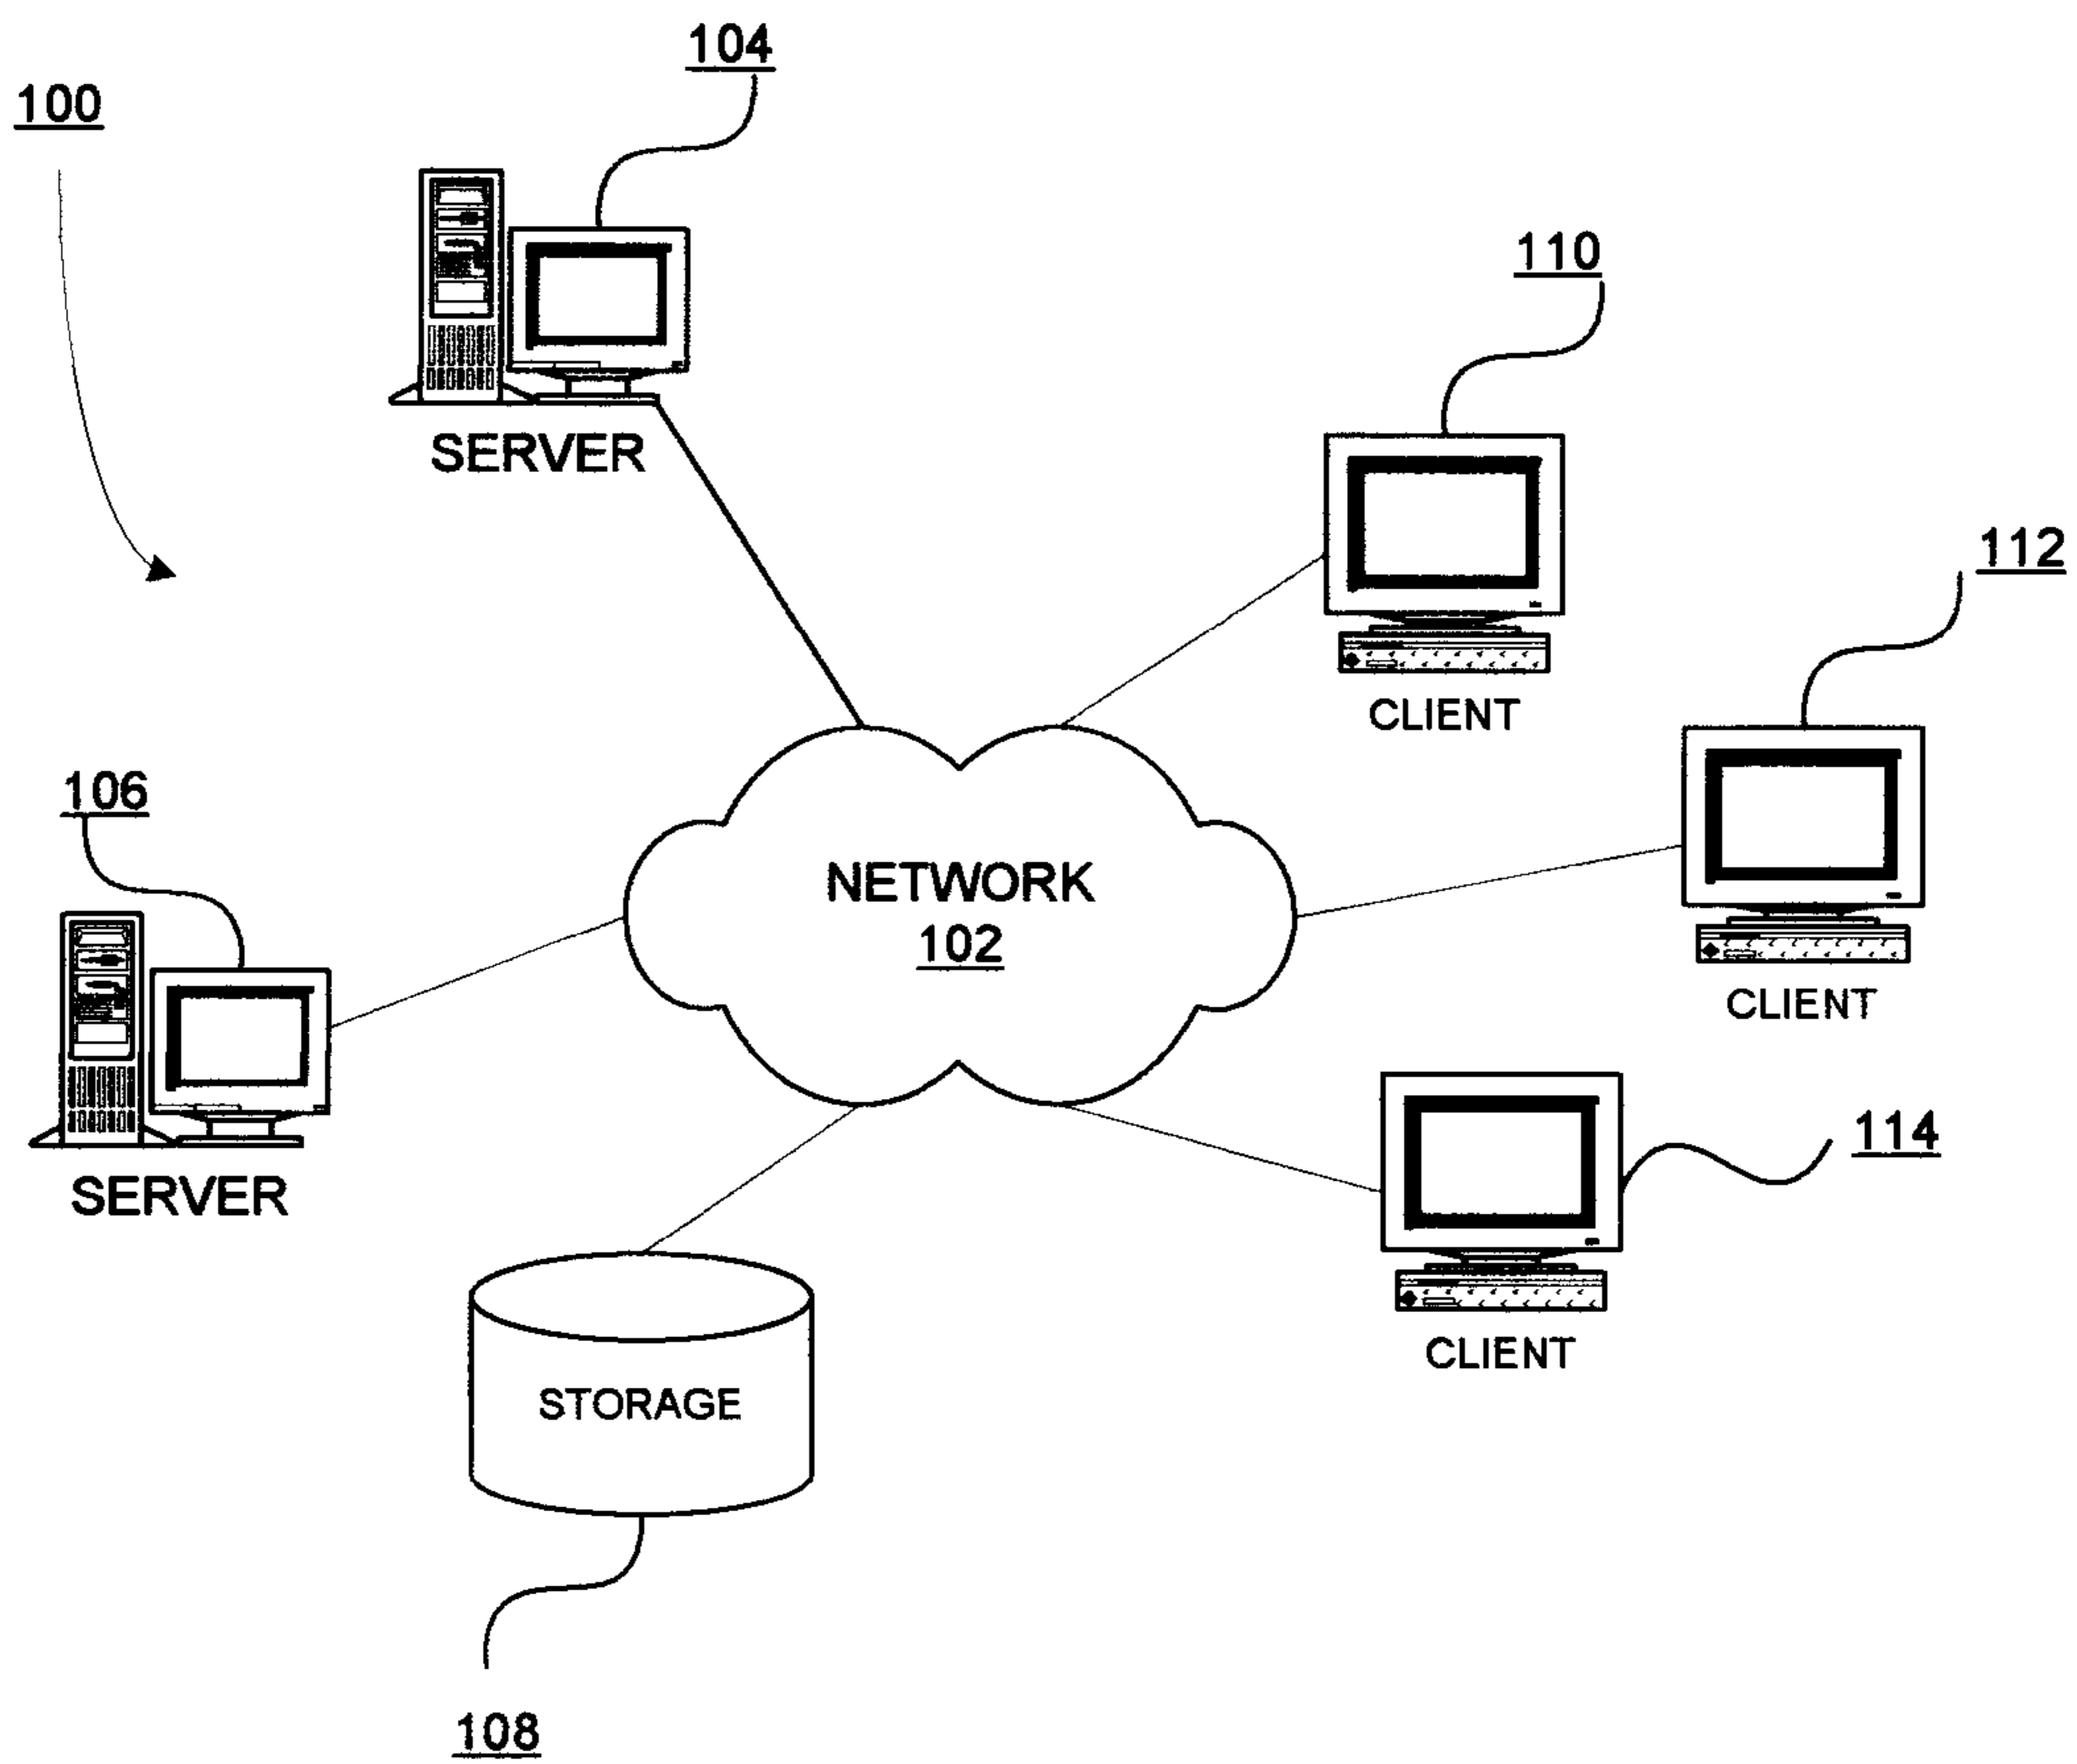 104
100
SERVER
110
CLIENT
112
CLIENT
106
SERVER
NETWORK
102
114
CLIENT
STORAGE
108